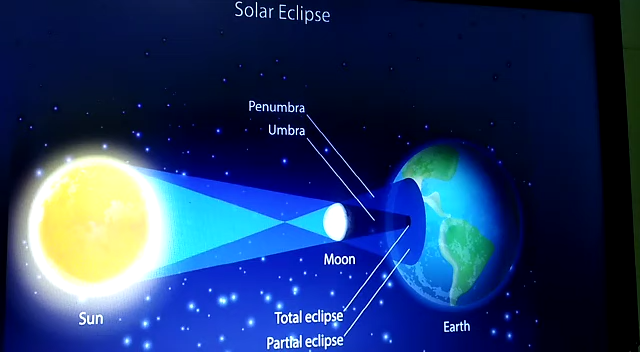 Solar Eclipse
Penumbra
Umbra
Moon
Sun
Total eclipse
Partial eclipse
Earth